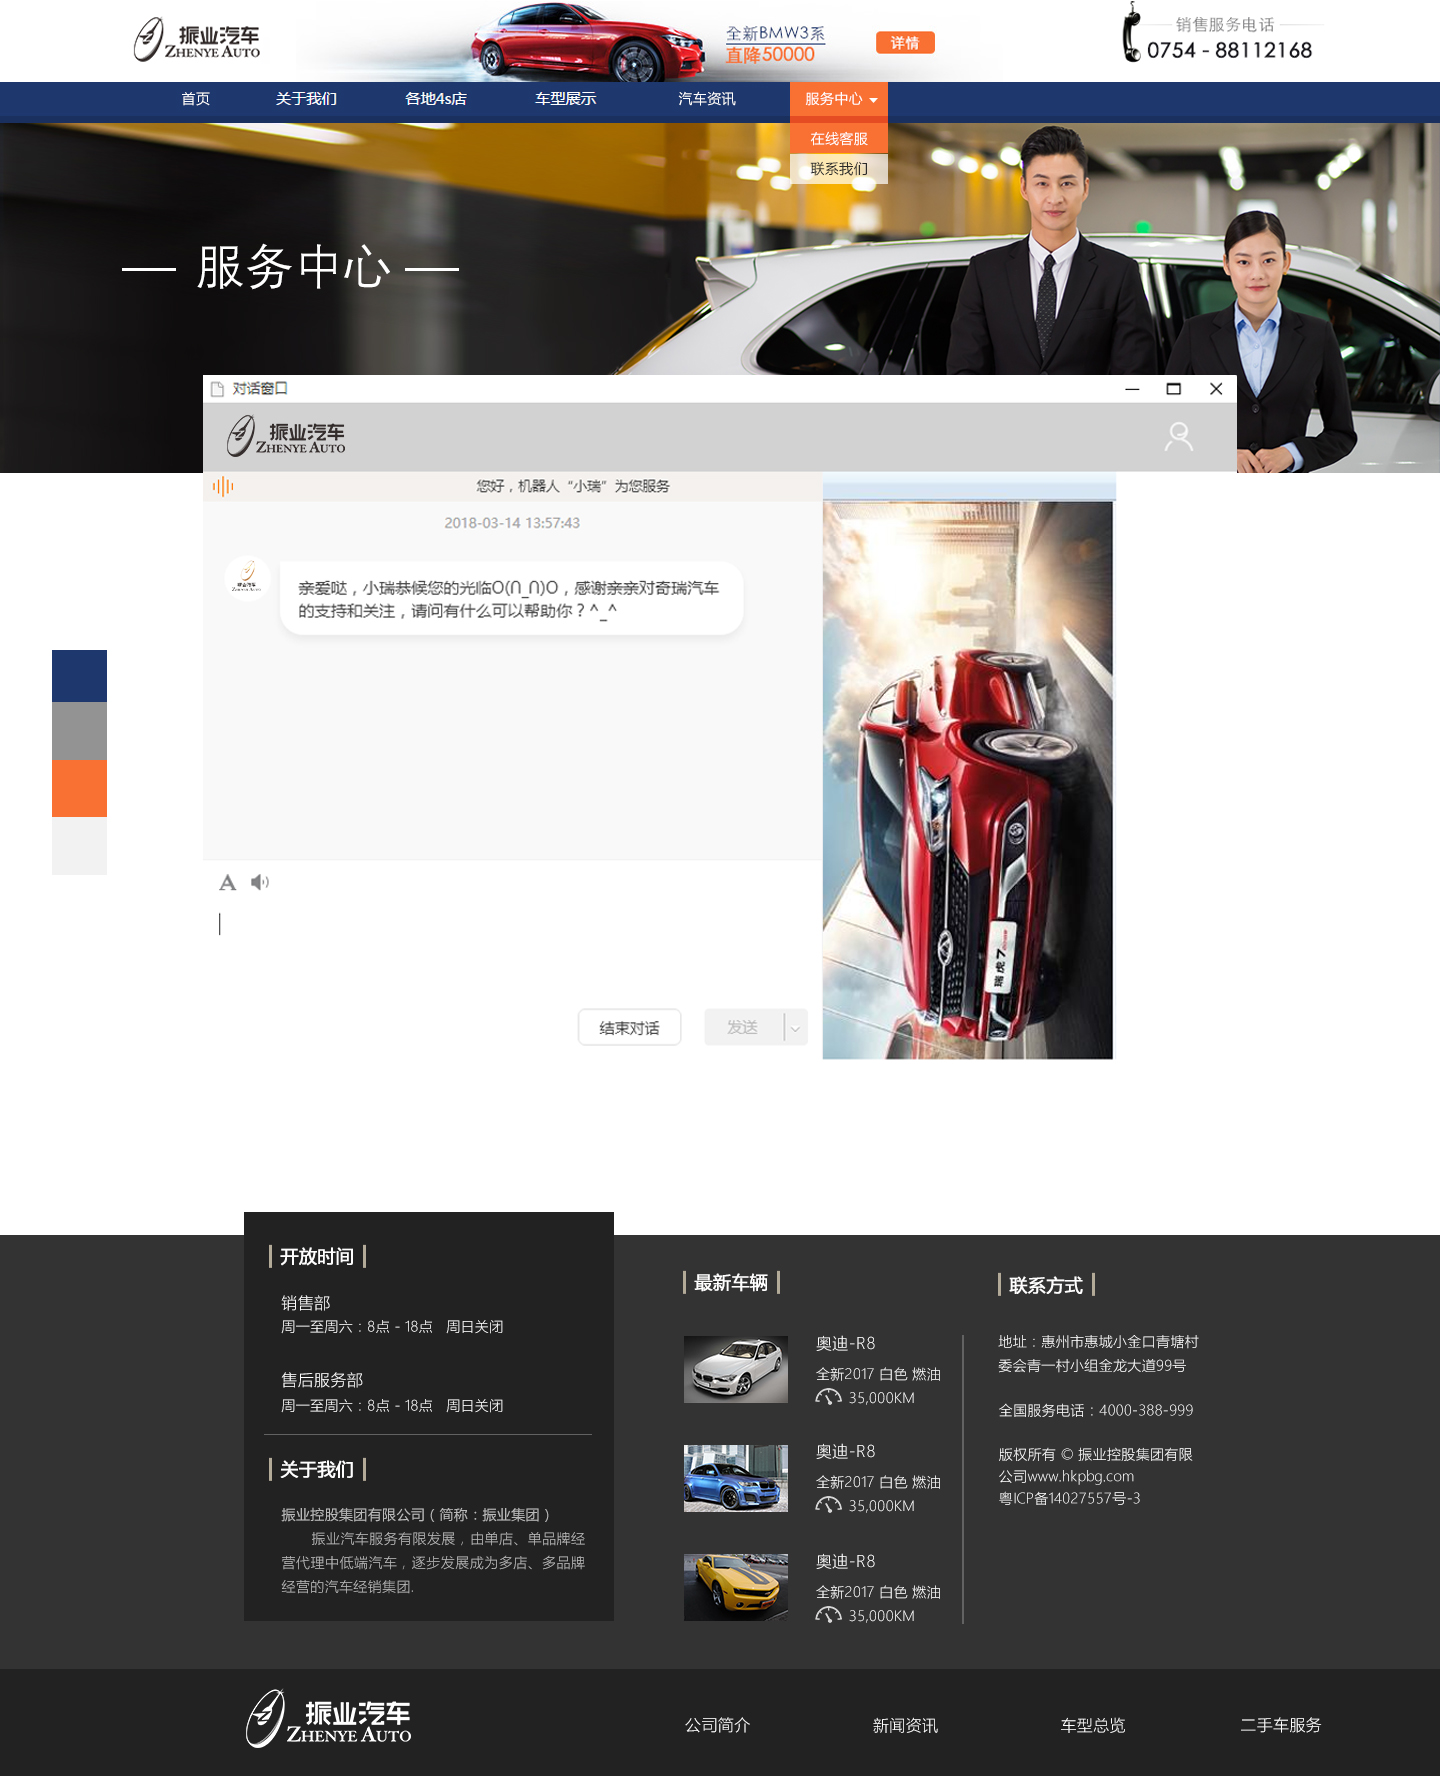 振业汽车
ZHENYE AUTO
全新BMW3系
直降50000
详情
销售服务电话
0754 - 88112168
首页
关于我们
各地4s店
车型展示
汽车资讯
服务中心
在线客服
联系我们
服务中心
对话窗口
振业汽车
ZHENYE AUTO
您好，机器人“小瑞”为您服务
2018-03-14 13:57:43
振业汽车
ZHENYE AUTO
亲爱哒，小瑞恭候您的光临O(∩_∩)O，感谢亲亲对奇瑞汽车
的支持和关注，请问有什么可以帮助你？^_^
瑞虎7
A
结束对话
发送
开放时间
销售部
周一至周六：8点 - 18点 周日关闭
售后服务部
周一至周六：8点 - 18点 周日关闭
关于我们
振业控股集团有限公司（简称：振业集团）
振业汽车服务有限发展，由单店、单品牌经
营代理中低端汽车，逐步发展成为多店、多品牌
经营的汽车经销集团.
最新车辆
奥迪-R8
全新2017 白色 燃油
35,000KM
奥迪-R8
全新2017 白色 燃油
35,000KM
奥迪-R8
全新2017 白色 燃油
35,000KM
联系方式
地址：惠州市惠城小金口青塘村
委会青一村小组金龙大道99号
全国服务电话：4000-388-999
版权所有 © 振业控股集团有限
公司www.hkpbg.com
粤ICP备14027557号-3
振业汽车
ZHENYE AUTO
公司简介
新闻资讯
车型总览
二手车服务